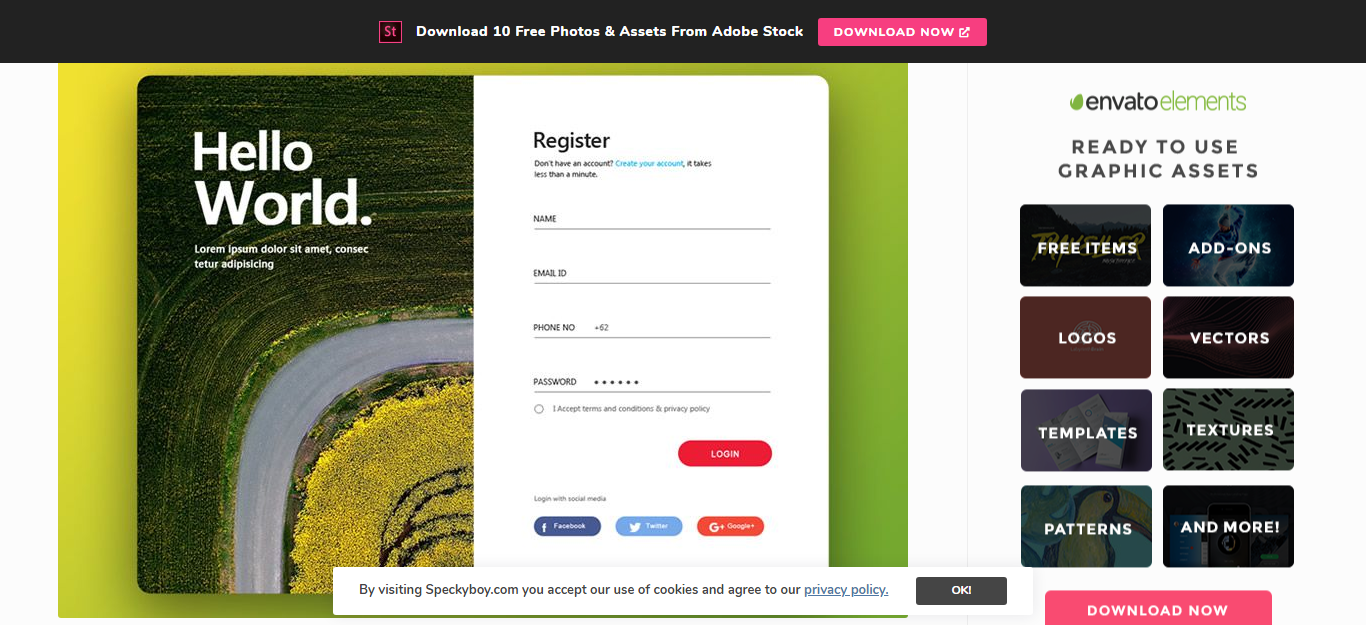 St Download 10 Free Photos & Assets From Adobe Stock DOWNLOAD NOW
Hello
World.
Lorem ipsum dolor sit amet, consec
tetur adipisicing
Register
Don't have an account? Create your account, it takes
less than a minute.
NAME
EMAIL ID
PHONE NO +62
PASSWORD ••••••
I Accept terms and conditions & privacy policy
LOGIN
Login with social media
Facebook Twitter Google+
envato elements
READY TO USE
GRAPHIC ASSETS
FREE ITEMS ADD-ONS
LOGOS VECTORS
TEMPLATES TEXTURES
PATTERNS AND MORE!
DOWNLOAD NOW
By visiting Speckyboy.com you accept our use of cookies and agree to our privacy policy. OK!